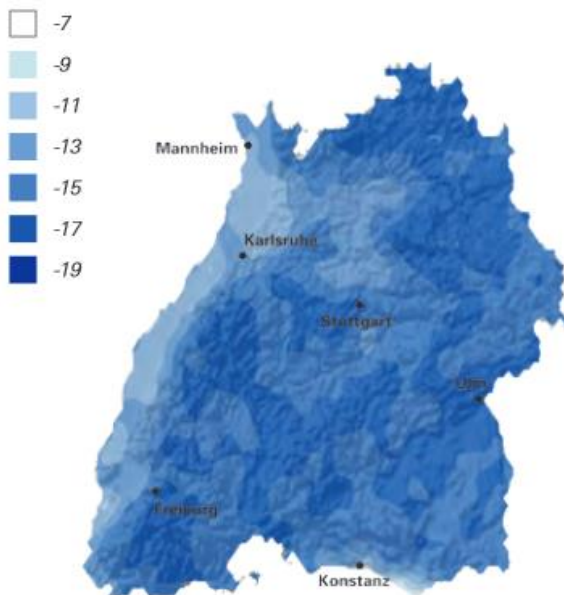 -7
-9
-11
-13
-15
-17
-19
Mannheim
Karlsruhe
Stuttgart
Ulm
Freiburg
Konstanz